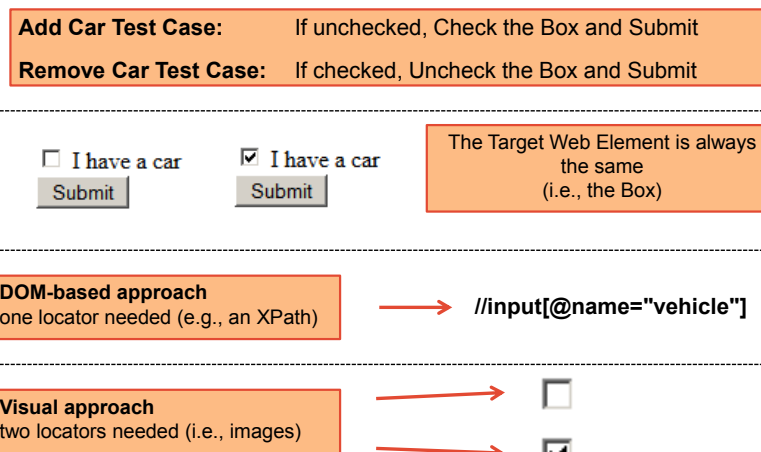 Add Car Test Case: If unchecked, Check the Box and Submit
Remove Car Test Case: If checked, Uncheck the Box and Submit
I have a car I have a car
Submit Submit
The Target Web Element is always
the same
(i.e., the Box)
DOM-based approach
one locator needed (e.g., an XPath)
//input[@name="vehicle"]
Visual approach
two locators needed (i.e., images)